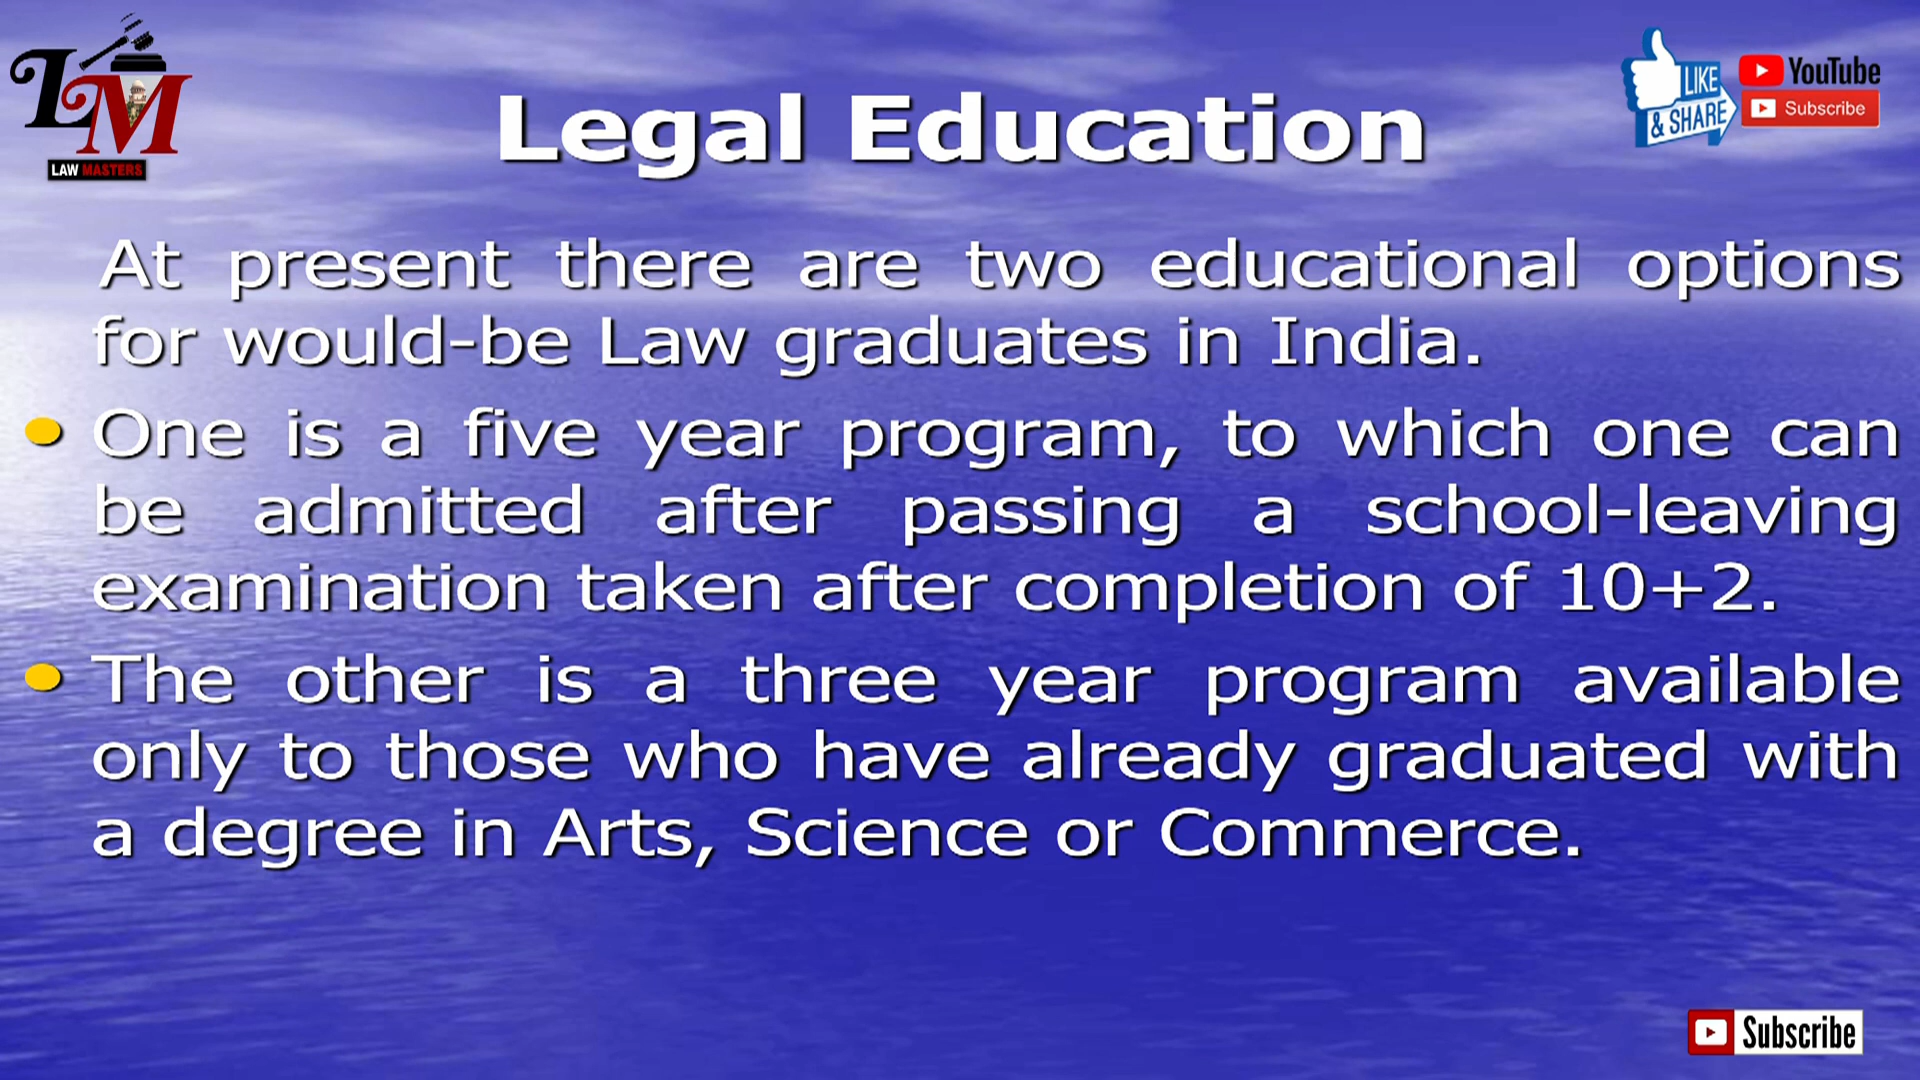 LM
LAW MASTERS
LIKE
& SHARE
YouTube
Subscribe
Legal Education
At present there are two educational options
for would-be Law graduates in India.
One is a five year program, to which one can
be admitted after passing a school-leaving
examination taken after completion of 10+2.
The other is a three year program available
only to those who have already graduated with
a degree in Arts, Science or Commerce.
Subscribe